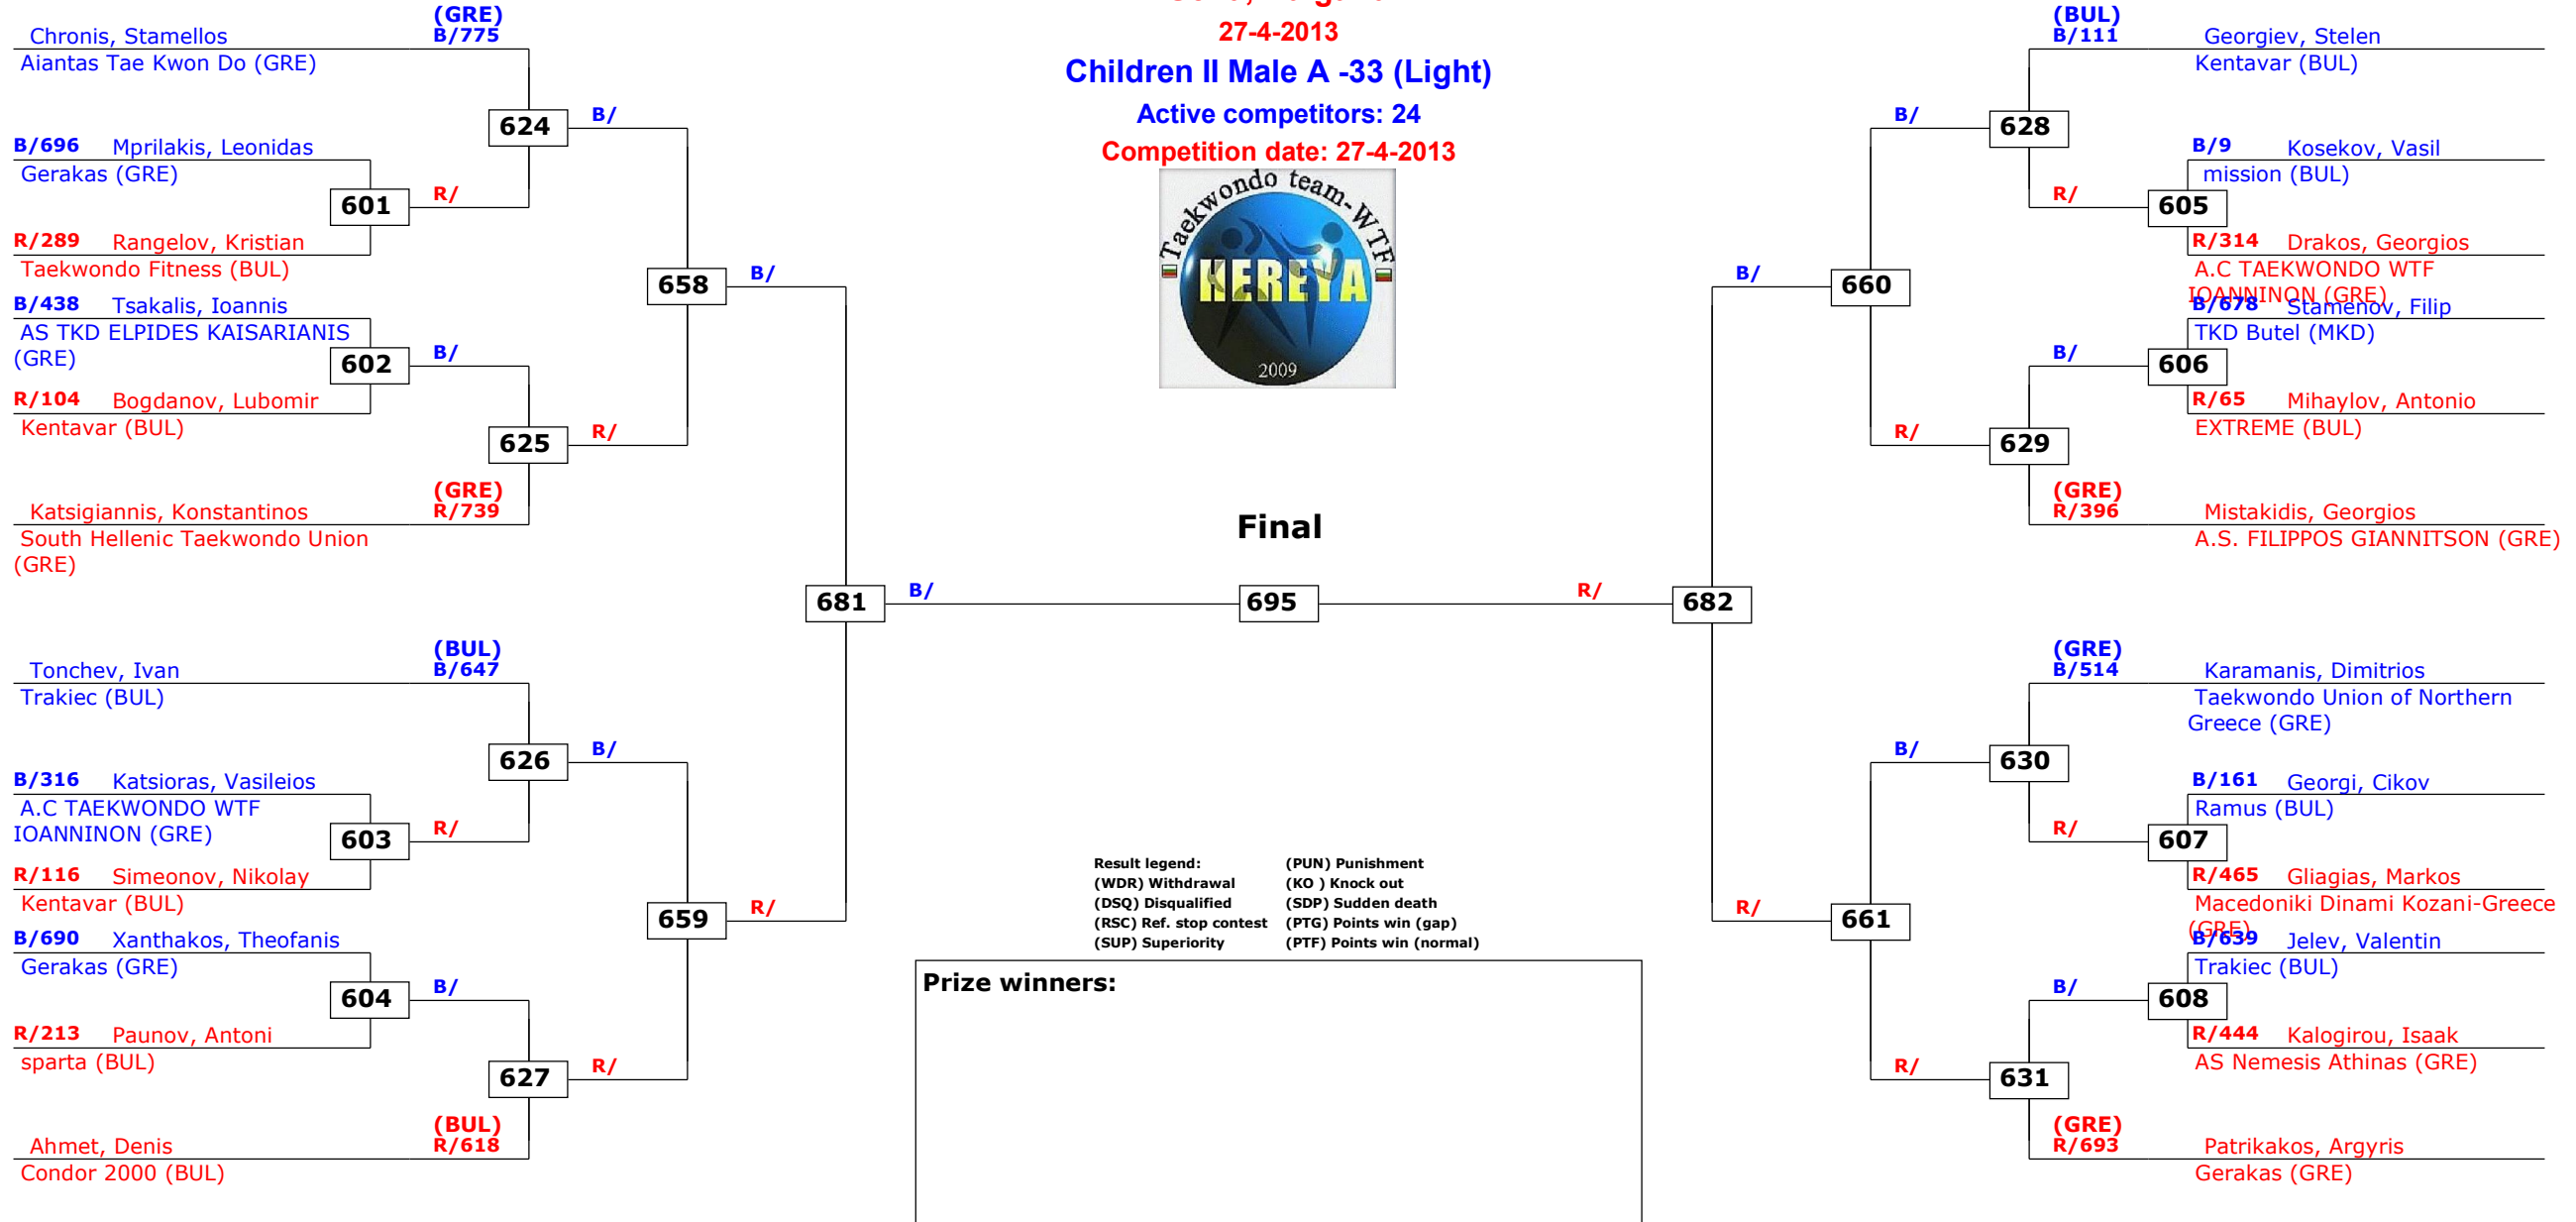 27-4-2013
Children II Male A -33 (Light)
Active competitors: 24
Competition date: 27-4-2013
Taekwondo team-WTF
HEREYA
2009
(GRE)
Chronis, Stamellos B/775
Aiantas Tae Kwon Do (GRE)
624 B/
B/696 Mprilakis, Leonidas
Gerakas (GRE)
601 R/
R/289 Rangelov, Kristian
Taekwondo Fitness (BUL)
658 B/
B/438 Tsakalis, Ioannis
AS TKD ELPIDES KAISARIANIS
(GRE)
602 B/
R/104 Bogdanov, Lubomir
Kentavar (BUL)
625 R/
(GRE)
Katsigiannis, Konstantinos R/739
South Hellenic Taekwondo Union
(GRE)
681 B/
(BUL)
Tonchev, Ivan B/647
Trakiec (BUL)
626 B/
B/316 Katsioras, Vasileios
A.C TAEKWONDO WTF
IOANNINON (GRE)
603 R/
R/116 Simeonov, Nikolay
Kentavar (BUL)
659 R/
B/690 Xanthakos, Theofanis
Gerakas (GRE)
604 B/
R/213 Paunov, Antoni
sparta (BUL)
627 R/
(BUL)
Ahmet, Denis R/618
Condor 2000 (BUL)
Final
695
(BUL)
B/111 Georgiev, Stelen
Kentavar (BUL)
B/ 628
B/9 Kosekov, Vasil
mission (BUL)
R/ 605
R/314 Drakos, Georgios
A.C TAEKWONDO WTF
IOANNINON (GRE)
B/ 660
B/678 Stamenov, Filip
TKD Butel (MKD)
B/ 606
R/65 Mihaylov, Antonio
EXTREME (BUL)
R/ 629
(GRE)
R/396 Mistakidis, Georgios
A.S. FILIPPOS GIANNITSON (GRE)
R/ 682
(GRE)
B/514 Karamanis, Dimitrios
Taekwondo Union of Northern
Greece (GRE)
B/ 630
B/161 Georgi, Cikov
Ramus (BUL)
R/ 607
R/465 Gliagias, Markos
Macedoniki Dinami Kozani-Greece
(GRE)
R/ 661
B/639 Jelev, Valentin
Trakiec (BUL)
B/ 608
R/444 Kalogirou, Isaak
AS Nemesis Athinas (GRE)
R/ 631
(GRE)
R/693 Patrikakos, Argyris
Gerakas (GRE)
Result legend: (PUN) Punishment
(WDR) Withdrawal (KO ) Knock out
(DSQ) Disqualified (SDP) Sudden death
(RSC) Ref. stop contest (PTG) Points win (gap)
(SUP) Superiority (PTF) Points win (normal)
Prize winners: